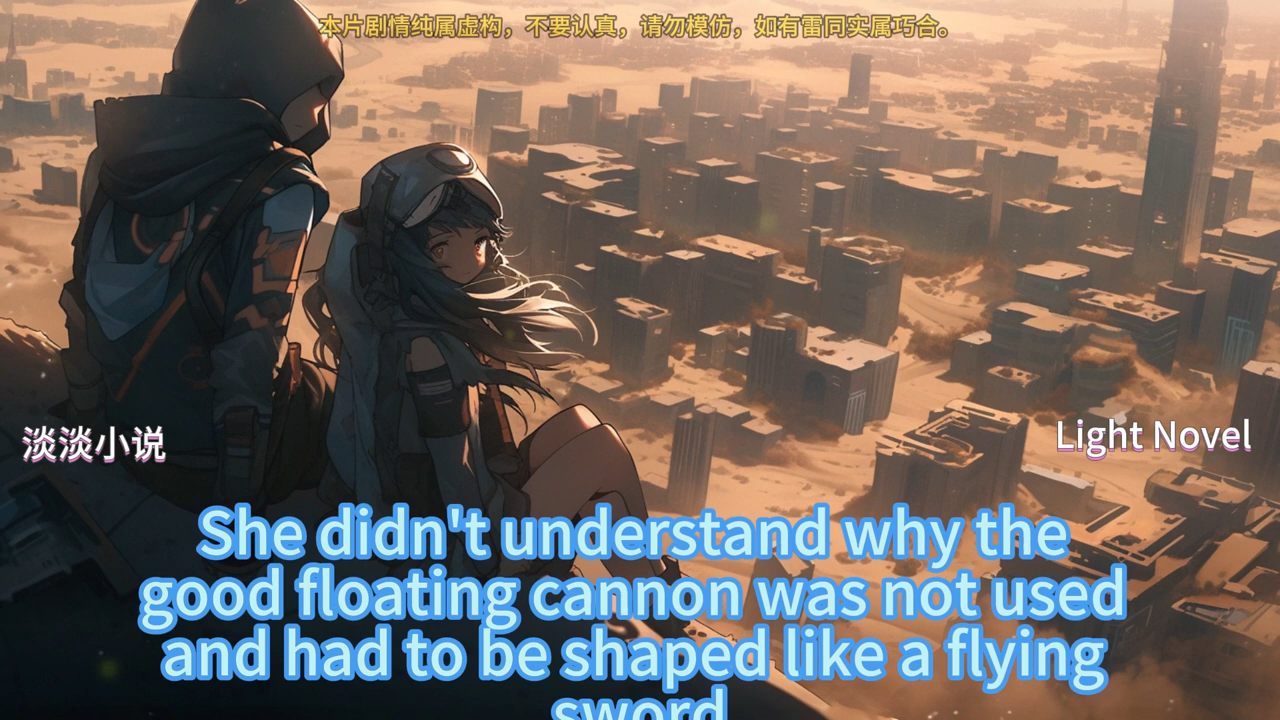 本片剧情纯属虚构，不要认真，请勿模仿，如有雷同实属巧合。
淡淡小说
Light Novel
She didn't understand why the
good floating cannon was not used
and had to be shaped like a flying
sword